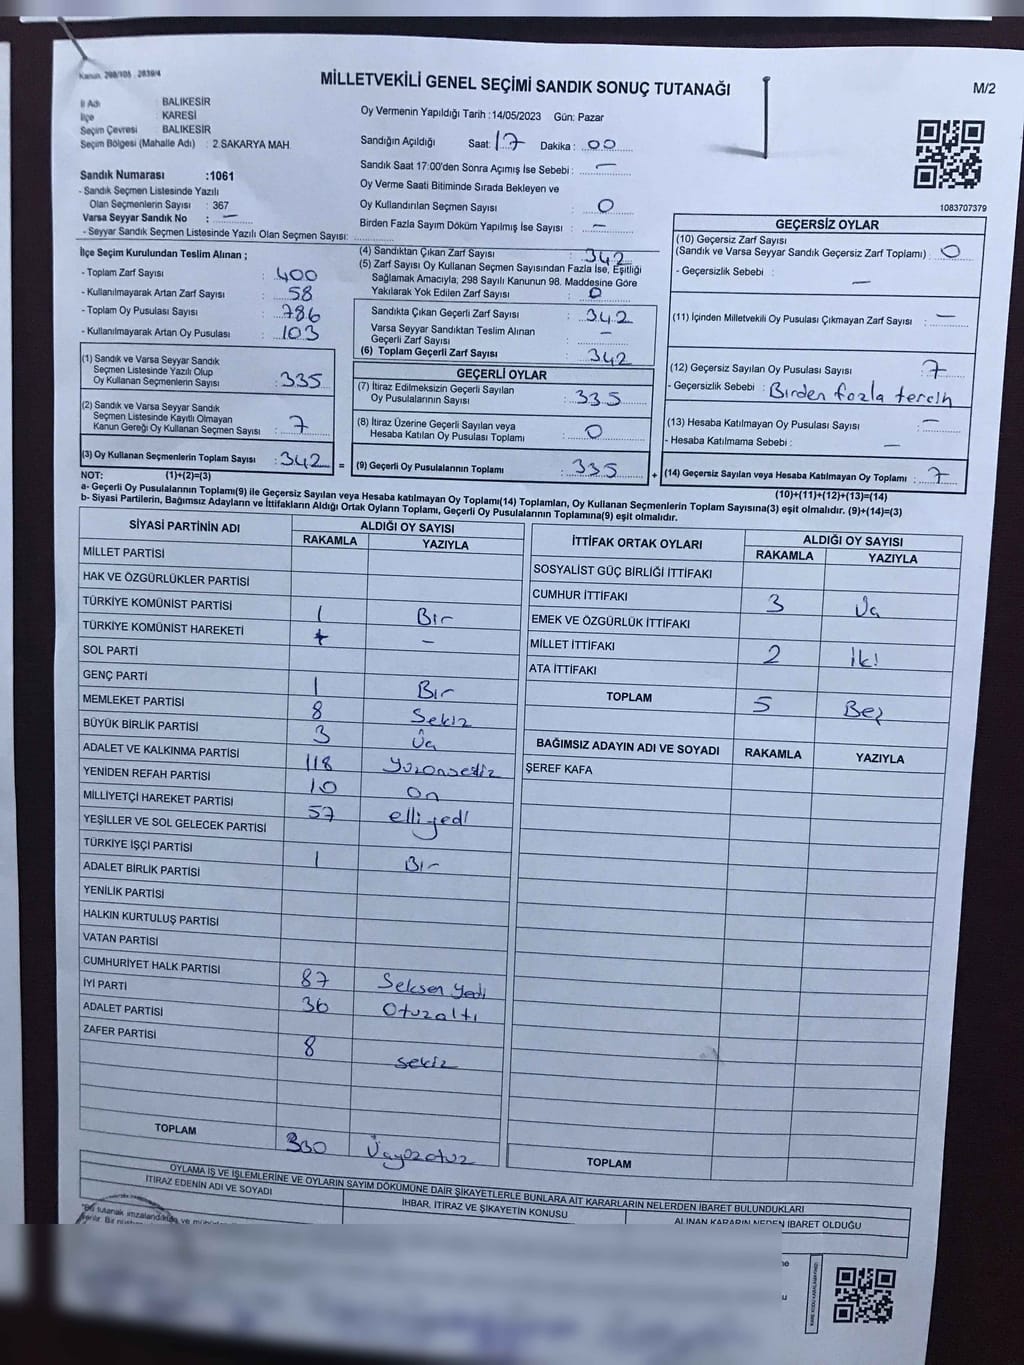 Kanun. 298/105 - 2839/4
MİLLETVEKİLİ GENEL SEÇİMİ SANDIK SONUÇ TUTANAĞI
M/2
İl Adı : BALIKESİR
İlçe : KARESİ
Seçim Çevresi : BALIKESİR
Seçim Bölgesi (Mahalle Adı) : 2.SAKARYA MAH.
Oy Vermenin Yapıldığı Tarih :14/05/2023 Gün: Pazar
Sandığın Açıldığı Saat: 17 Dakika : 00
Sandık Saat 17:00'den Sonra Açımış İse Sebebi : —
Oy Verme Saati Bitiminde Sırada Bekleyen ve
Oy Kullandırılan Seçmen Sayısı : 0
Birden Fazla Sayım Döküm Yapılmış İse Sayısı : —
Sandık Numarası :1061
- Sandık Seçmen Listesinde Yazılı
Olan Seçmenlerin Sayısı : 367
Varsa Seyyar Sandık No : —
- Seyyar Sandık Seçmen Listesinde Yazılı Olan Seçmen Sayısı:
1083707379
İlçe Seçim Kurulundan Teslim Alınan ;
- Toplam Zarf Sayısı : 400
- Kullanılmayarak Artan Zarf Sayısı : 58
- Toplam Oy Pusulası Sayısı : 786
- Kullanılmayarak Artan Oy Pusulası : 103
(1) Sandık ve Varsa Seyyar Sandık
Seçmen Listesinde Yazılı Olup
Oy Kullanan Seçmenlerin Sayısı : 335
(2) Sandık ve Varsa Seyyar Sandık
Seçmen Listesinde Kayıtlı Olmayan
Kanun Gereği Oy Kullanan Seçmen Sayısı : 7
(3) Oy Kullanan Seçmenlerin Toplam Sayısı : 342 =
(4) Sandıktan Çıkan Zarf Sayısı : 342
(5) Zarf Sayısı Oy Kullanan Seçmen Sayısından Fazla İse, Eşitliği
Sağlamak Amacıyla; 298 Sayılı Kanunun 98. Maddesine Göre
Yakılarak Yok Edilen Zarf Sayısı : 0
Sandıkta Çıkan Geçerli Zarf Sayısı : 342
Varsa Seyyar Sandıktan Teslim Alınan : —
Geçerli Zarf Sayısı
(6) Toplam Geçerli Zarf Sayısı : 342
GEÇERLİ OYLAR
(7) İtiraz Edilmeksizin Geçerli Sayılan
Oy Pusulalarının Sayısı : 335
(8) İtiraz Üzerine Geçerli Sayılan veya
Hesaba Katılan Oy Pusulası Toplamı : 0
(9) Geçerli Oy Pusulalarının Toplamı : 335 +
GEÇERSİZ OYLAR
(10) Geçersiz Zarf Sayısı
(Sandık ve Varsa Seyyar Sandık Geçersiz Zarf Toplamı) : 0
- Geçersizlik Sebebi : —
(11) İçinden Milletvekili Oy Pusulası Çıkmayan Zarf Sayısı : —
(12) Geçersiz Sayılan Oy Pusulası Sayısı : 7
- Geçersizlik Sebebi : Birden fazla tercih
(13) Hesaba Katılmayan Oy Pusulası Sayısı : —
- Hesaba Katılmama Sebebi : —
(14) Geçersiz Sayılan veya Hesaba Katılmayan Oy Toplamı : 7
NOT: (1)+(2)=(3)
(10)+(11)+(12)+(13)=(14)
a- Geçerli Oy Pusulalarının Toplamı(9) ile Geçersiz Sayılan veya Hesaba katılmayan Oy Toplamı(14) Toplamları, Oy Kullanan Seçmenlerin Toplam Sayısına(3) eşit olmalıdır. (9)+(14)=(3)
b- Siyasi Partilerin, Bağımsız Adayların ve İttifakların Aldığı Ortak Oyların Toplamı, Geçerli Oy Pusulalarının Toplamına(9) eşit olmalıdır.
SİYASİ PARTİNİN ADI ALDIĞI OY SAYISI
RAKAMLA YAZIYLA
MİLLET PARTİSİ
HAK VE ÖZGÜRLÜKLER PARTİSİ
TÜRKİYE KOMÜNİST PARTİSİ 1 Bir
TÜRKİYE KOMÜNİST HAREKETİ –
SOL PARTİ
GENÇ PARTİ 1 Bir
MEMLEKET PARTİSİ 8 Sekiz
BÜYÜK BİRLİK PARTİSİ 3 Üç
ADALET VE KALKINMA PARTİSİ 118 Yüzonsekiz
YENİDEN REFAH PARTİSİ 10 On
MİLLİYETÇİ HAREKET PARTİSİ 57 elliyedi
YEŞİLLER VE SOL GELECEK PARTİSİ
TÜRKİYE İŞÇİ PARTİSİ 1 Bir
ADALET BİRLİK PARTİSİ
YENİLİK PARTİSİ
HALKIN KURTULUŞ PARTİSİ
VATAN PARTİSİ
CUMHURİYET HALK PARTİSİ 87 Seksen yedi
İYİ PARTİ 36 Otuzaltı
ADALET PARTİSİ
ZAFER PARTİSİ 8 sekiz
TOPLAM 330 Üçyüzotuz
İTTİFAK ORTAK OYLARI ALDIĞI OY SAYISI
RAKAMLA YAZIYLA
SOSYALİST GÜÇ BİRLİĞİ İTTİFAKI
CUMHUR İTTİFAKI 3 Üç
EMEK VE ÖZGÜRLÜK İTTİFAKI
MİLLET İTTİFAKI 2 İki
ATA İTTİFAKI
TOPLAM 5 Beş
BAĞIMSIZ ADAYIN ADI VE SOYADI RAKAMLA YAZIYLA
ŞEREF KAFA
TOPLAM
OYLAMA İŞ VE İŞLEMLERİNE VE OYLARIN SAYIM DÖKÜMÜNE DAİR ŞİKAYETLERLE BUNLARA AİT KARARLARIN NELERDEN İBARET BULUNDUKLARI
İTİRAZ EDENİN ADI VE SOYADI İHBAR, İTİRAZ VE ŞİKAYETİN KONUSU ALINAN KARARIN NEDEN İBARET OLDUĞU